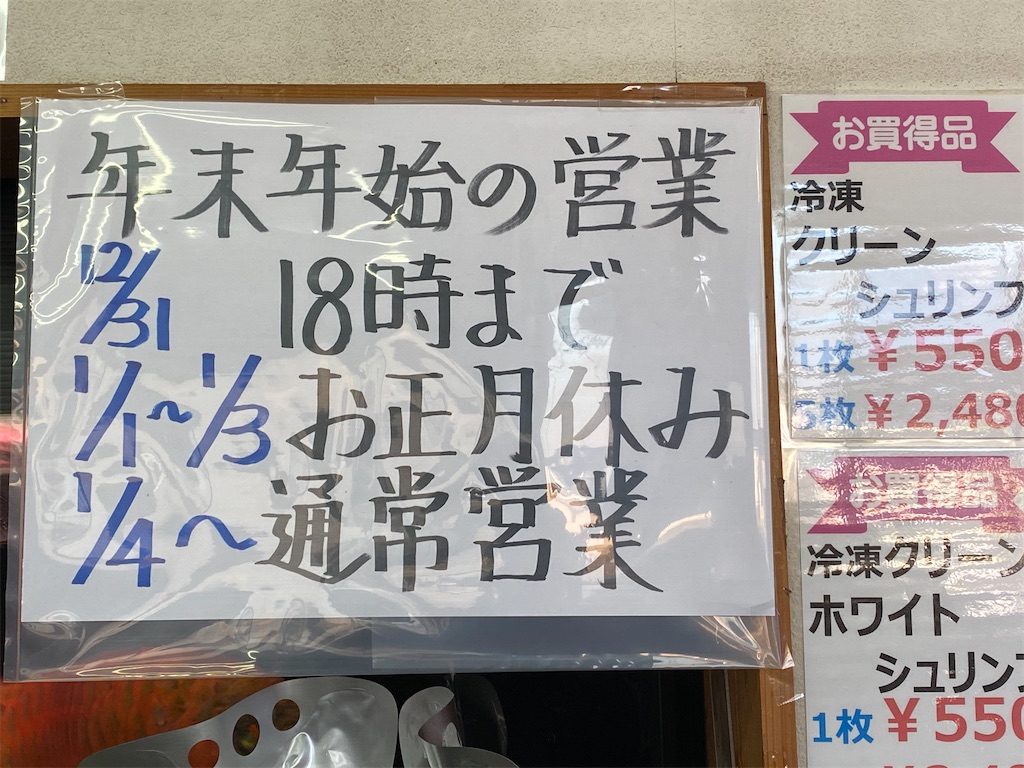 年末年始の営業
12/31 18時まで
1/1~1/3 お正月休み
1/4~通常営業
お買得品
冷凍
クリーン
シュリンプ
1枚 ¥550
5枚 ¥2,480
お買得品
冷凍クリーン
ホワイト
シュリンプ
1枚 ¥550